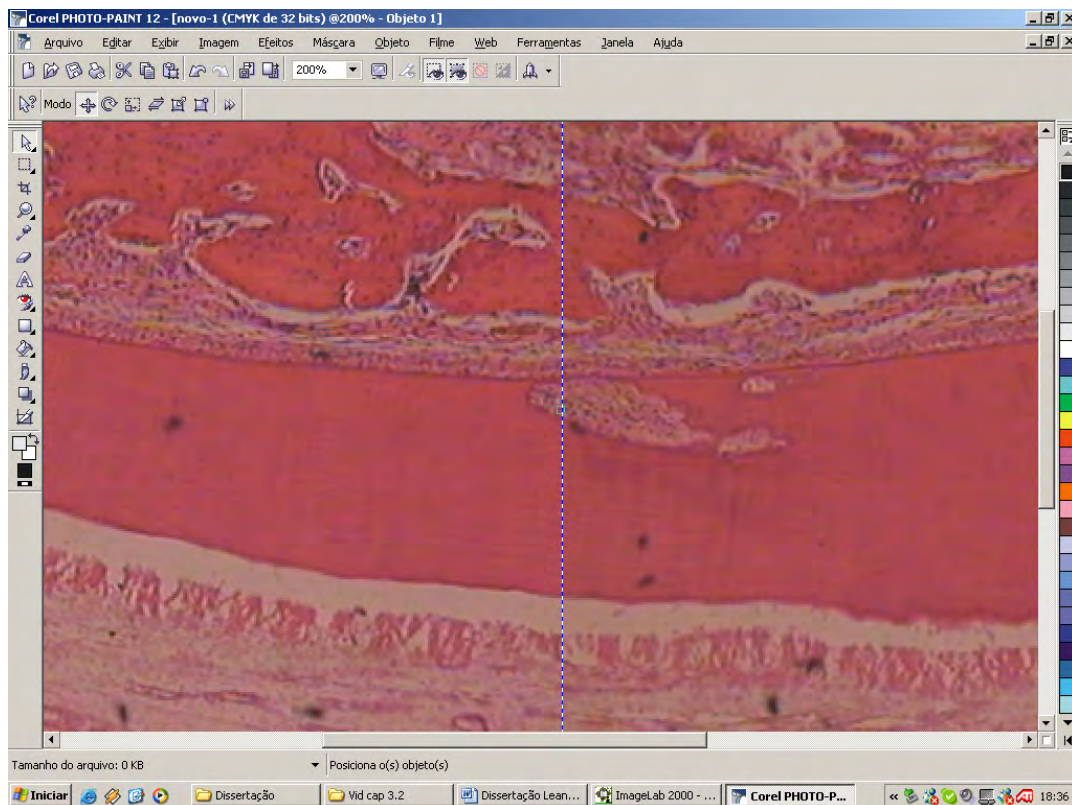 Corel PHOTO-PAINT 12 - [novo-1 (CMYK de 32 bits) @200% - Objeto 1]
Arquivo Editar Exibir Imagem Efeitos Máscara Objeto Filme Web Ferramentas Janela Ajuda
200%
Modo
Tamanho do arquivo: 0 KB Posiciona o(s) objeto(s)
Iniciar Dissertação Vid cap 3.2 Dissertação Lean... ImageLab 2000 - ... Corel PHOTO-P... « 18:36